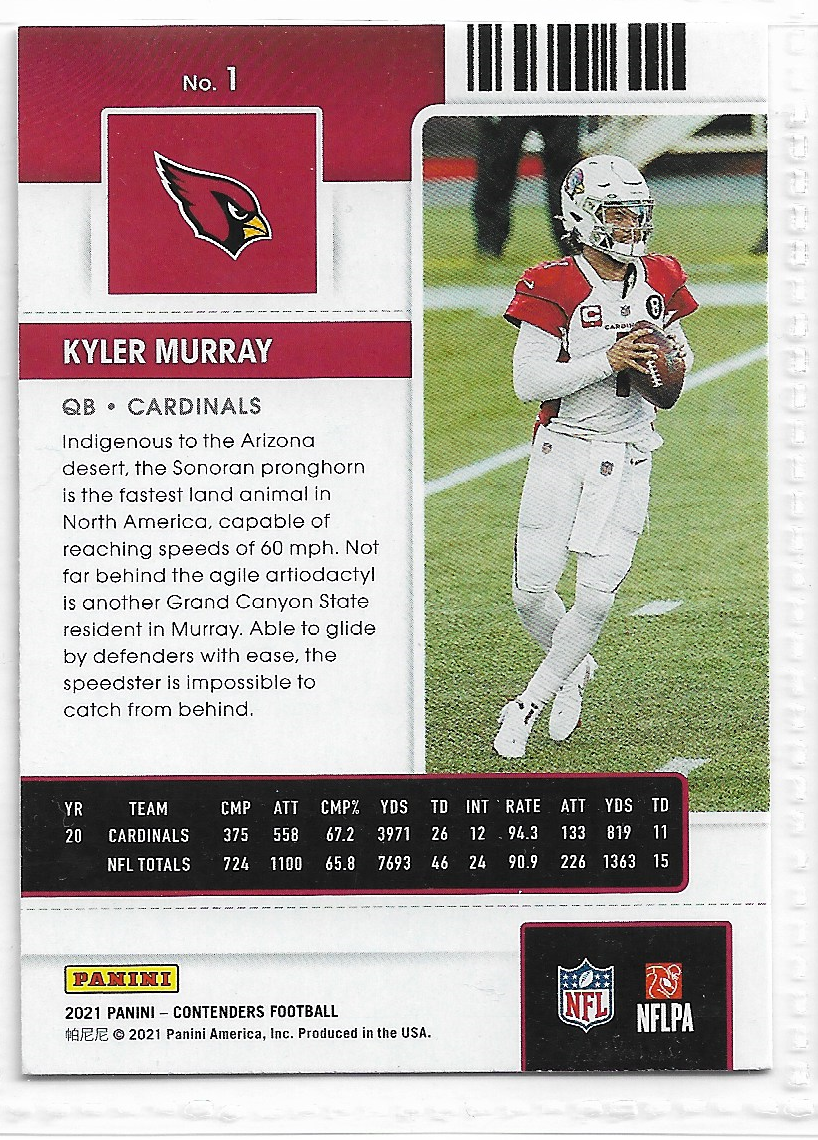 No. 1
KYLER MURRAY
QB • CARDINALS
Indigenous to the Arizona
desert, the Sonoran pronghorn
is the fastest land animal in
North America, capable of
reaching speeds of 60 mph. Not
far behind the agile artiodactyl
is another Grand Canyon State
resident in Murray. Able to glide
by defenders with ease, the
speedster is impossible to
catch from behind.
C
CARDINALS
YR TEAM CMP ATT CMP% YDS TD INT RATE ATT YDS TD
20 CARDINALS 375 558 67.2 3971 26 12 94.3 133 819 11
NFL TOTALS 724 1100 65.8 7693 46 24 90.9 226 1363 15
PANINI
2021 PANINI – CONTENDERS FOOTBALL
帕尼尼 © 2021 Panini America, Inc. Produced in the USA.
NFL
NFLPA